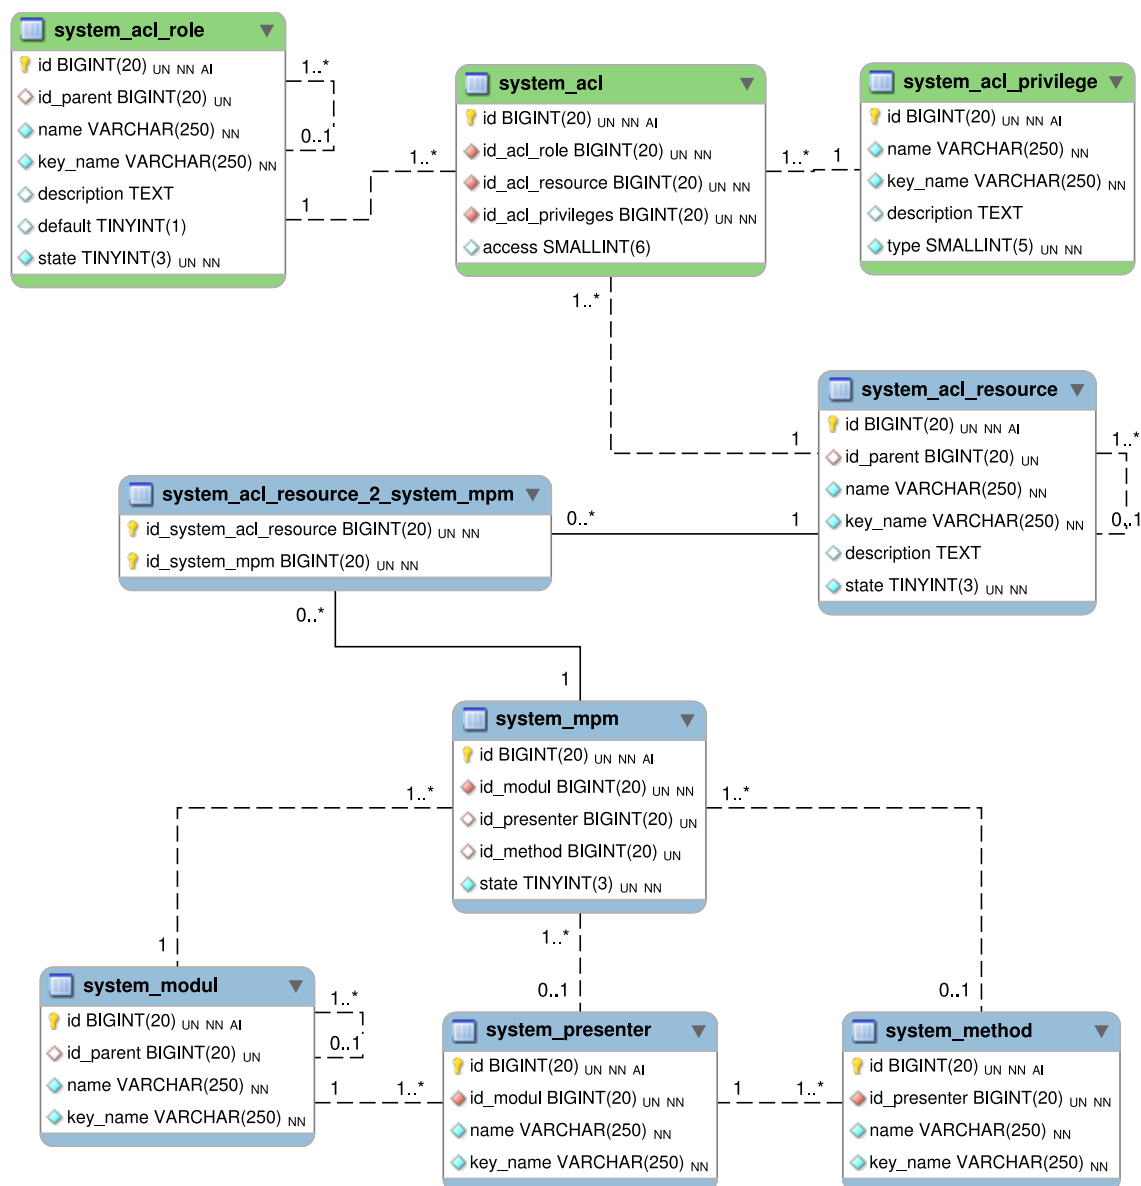 system_acl_role
id BIGINT(20) UN NN AI
id_parent BIGINT(20) UN
name VARCHAR(250) NN
key_name VARCHAR(250) NN
description TEXT
default TINYINT(1)
state TINYINT(3) UN NN
1..*
0..1
1
1..*
system_acl
id BIGINT(20) UN NN AI
id_acl_role BIGINT(20) UN NN
id_acl_resource BIGINT(20) UN NN
id_acl_privileges BIGINT(20) UN NN
access SMALLINT(6)
1..*
1
system_acl_privilege
id BIGINT(20) UN NN AI
name VARCHAR(250) NN
key_name VARCHAR(250) NN
description TEXT
type SMALLINT(5) UN NN
1..*
1
system_acl_resource
id BIGINT(20) UN NN AI
id_parent BIGINT(20) UN
name VARCHAR(250) NN
key_name VARCHAR(250) NN
description TEXT
state TINYINT(3) UN NN
1..*
0..1
system_acl_resource_2_system_mpm
id_system_acl_resource BIGINT(20) UN NN
id_system_mpm BIGINT(20) UN NN
0..*
1
0..*
1
system_mpm
id BIGINT(20) UN NN AI
id_modul BIGINT(20) UN NN
id_presenter BIGINT(20) UN
id_method BIGINT(20) UN
state TINYINT(3) UN NN
1..*
1..*
1
1..*
0..1
0..1
system_modul
id BIGINT(20) UN NN AI
id_parent BIGINT(20) UN
name VARCHAR(250) NN
key_name VARCHAR(250) NN
1..*
0..1
1
1..*
system_presenter
id BIGINT(20) UN NN AI
id_modul BIGINT(20) UN NN
name VARCHAR(250) NN
key_name VARCHAR(250) NN
1
1..*
system_method
id BIGINT(20) UN NN AI
id_presenter BIGINT(20) UN NN
name VARCHAR(250) NN
key_name VARCHAR(250) NN